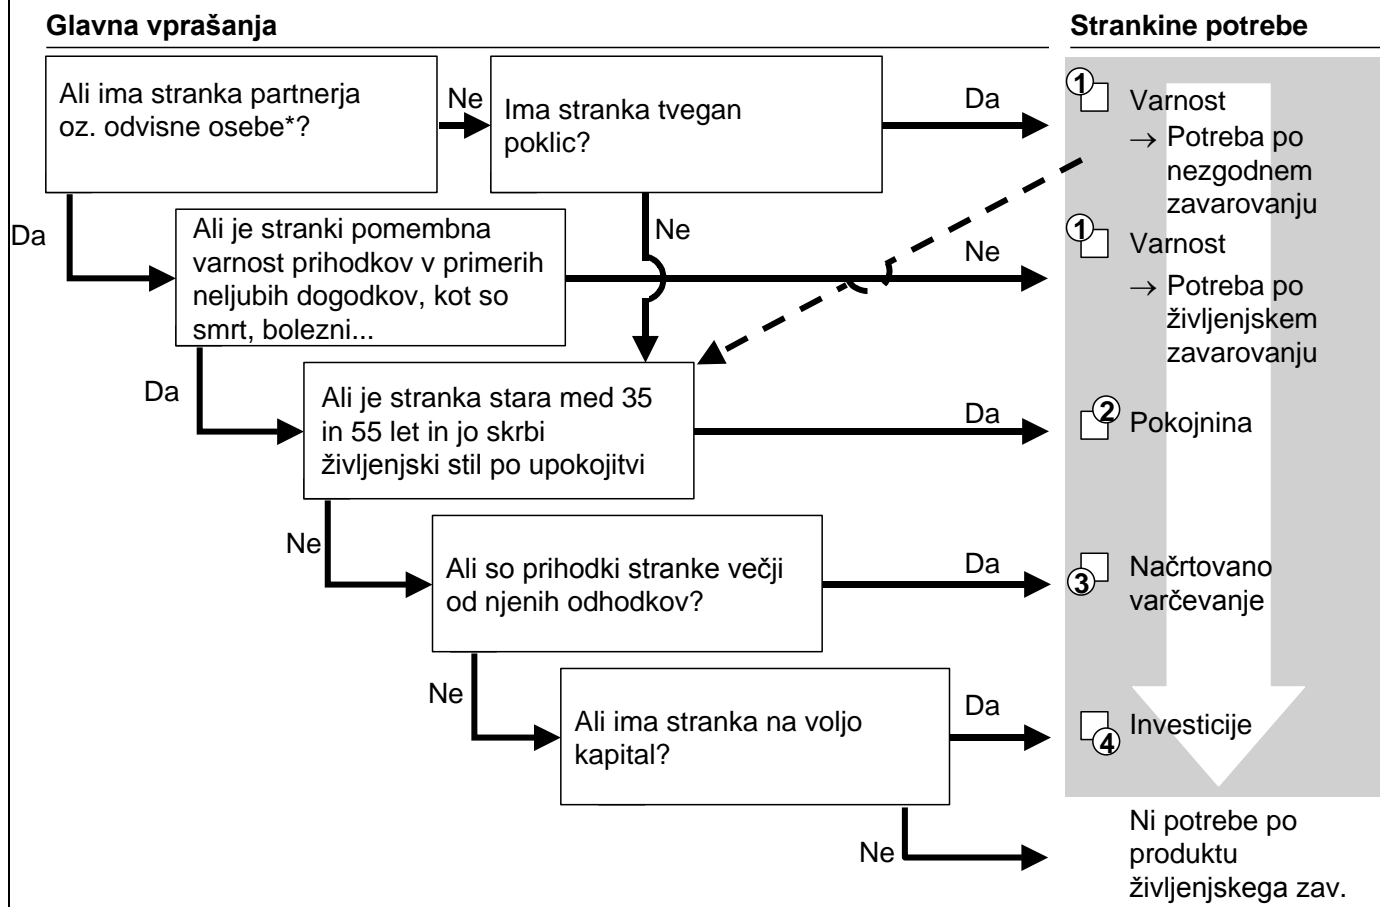 Glavna vprašanja
Strankine potrebe
Ali ima stranka partnerja
oz. odvisne osebe*?
Ne
Ima stranka tvegan
poklic?
Da
1
Varnost
→ Potreba po
nezgodnem
zavarovanju
Da
Ali je stranki pomembna
varnost prihodkov v primerih
neljubih dogodkov, kot so
smrt, bolezni...
Ne
Ne
1
Varnost
→ Potreba po
življenjskem
zavarovanju
Da
Ali je stranka stara med 35
in 55 let in jo skrbi
življenjski stil po upokojitvi
Da
2
Pokojnina
Ne
Ali so prihodki stranke večji
od njenih odhodkov?
Da
3
Načrtovano
varčevanje
Ne
Ali ima stranka na voljo
kapital?
Da
4
Investicije
Ne
Ni potrebe po
produktu
življenjskega zav.